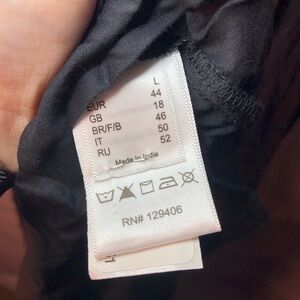 L
EUR 44
GB 18
BR/F/B 46
IT 50
RU 52
Made in India
RN# 129406